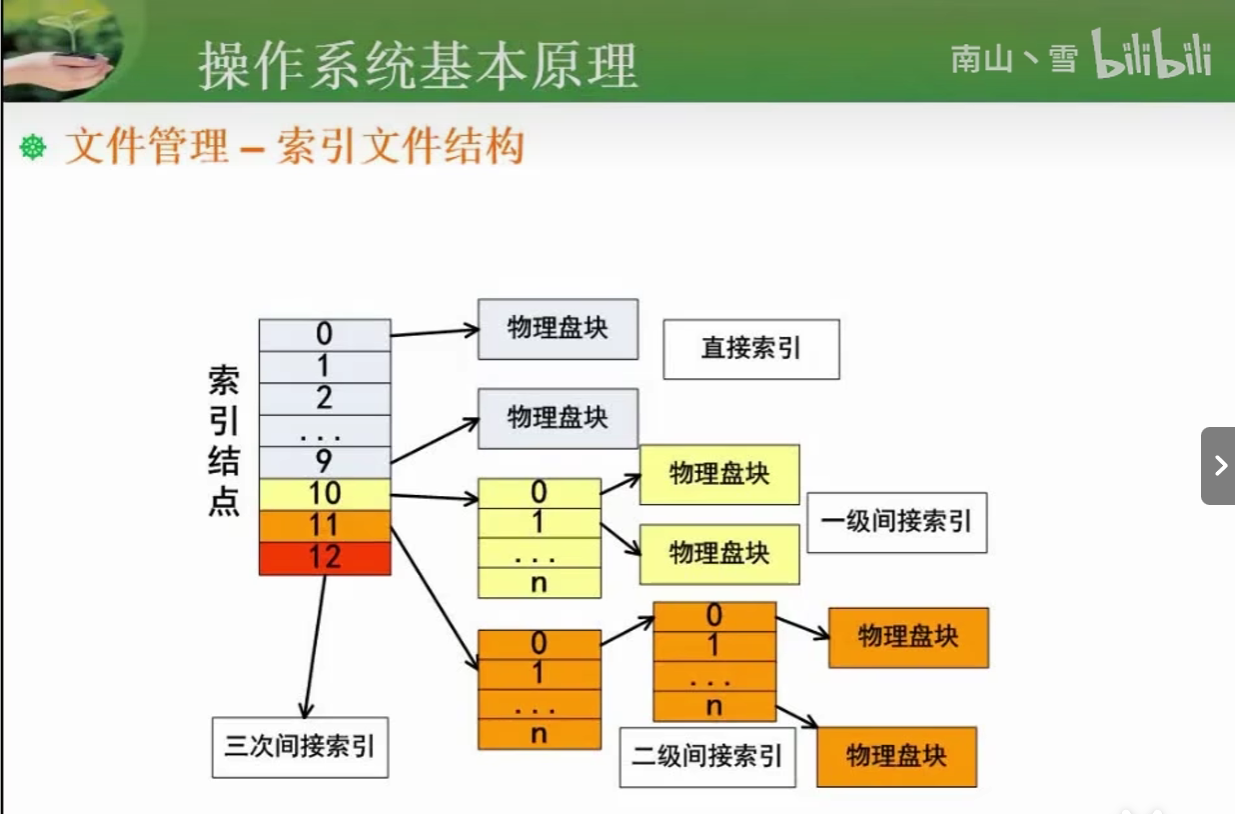 操作系统基本原理
南山丶雪 bilibili
文件管理 – 索引文件结构
索引结点
0
1
2
...
9
10
11
12
物理盘块
直接索引
物理盘块
0
1
...
n
物理盘块
物理盘块
一级间接索引
0
1
...
n
0
1
...
n
物理盘块
物理盘块
二级间接索引
三次间接索引